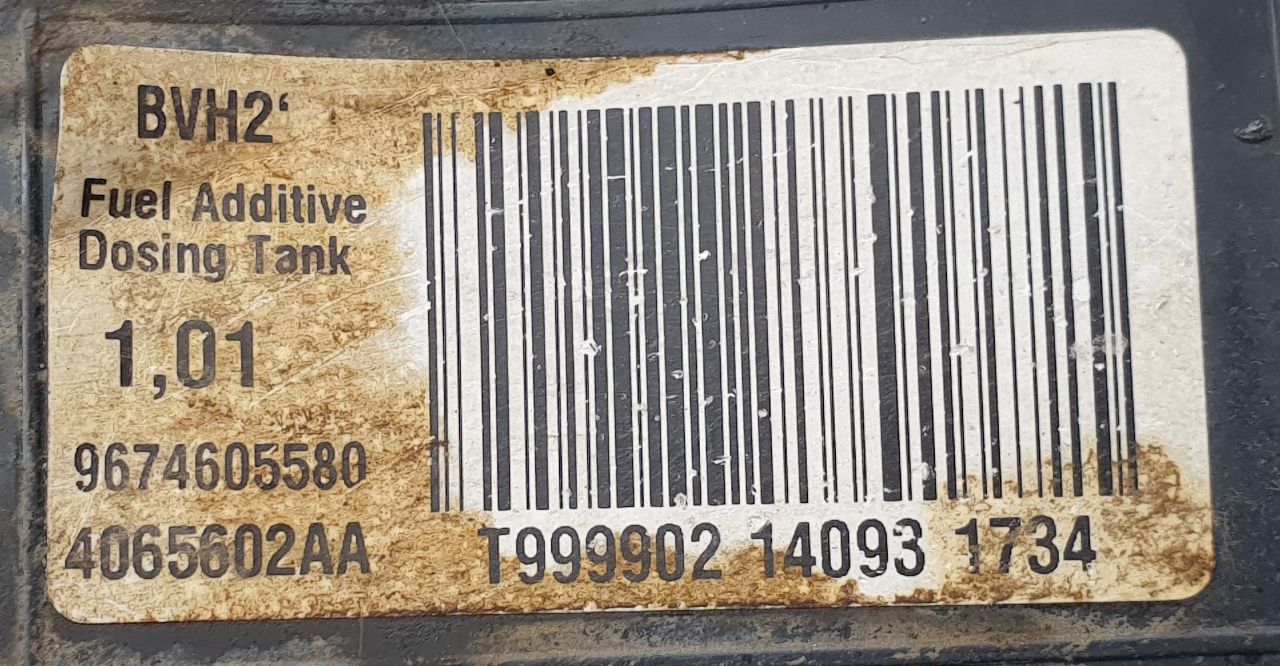 BVH2‘
Fuel Additive
Dosing Tank
1,01
9674605580
4065602AA
T999902 14093 1734